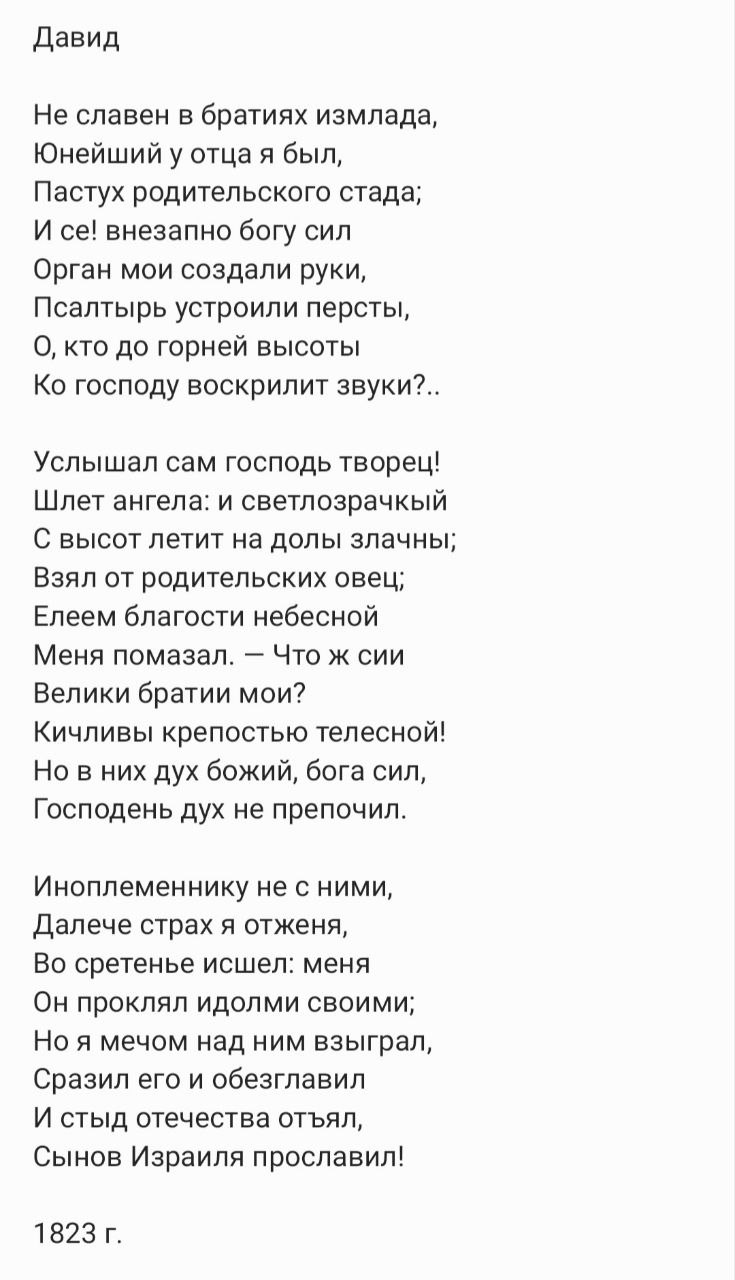 Давид
Не славен в братиях измлада,
Юнейший у отца я был,
Пастух родительского стада;
И се! внезапно богу сил
Орган мои создали руки,
Псалтырь устроили персты,
О, кто до горней высоты
Ко господу воскрилит звуки?..
Услышал сам господь творец!
Шлет ангела: и светлозрачкый
С высот летит на долы злачны;
Взял от родительских овец;
Елеем благости небесной
Меня помазал. — Что ж сии
Велики братии мои?
Кичливы крепостью телесной!
Но в них дух божий, бога сил,
Господень дух не препочил.
Иноплеменнику не с ними,
Далече страх я отженя,
Во сретенье исшел: меня
Он проклял идолми своими;
Но я мечом над ним взыграл,
Сразил его и обезглавил
И стыд отечества отъял,
Сынов Израиля прославил!
1823 г.